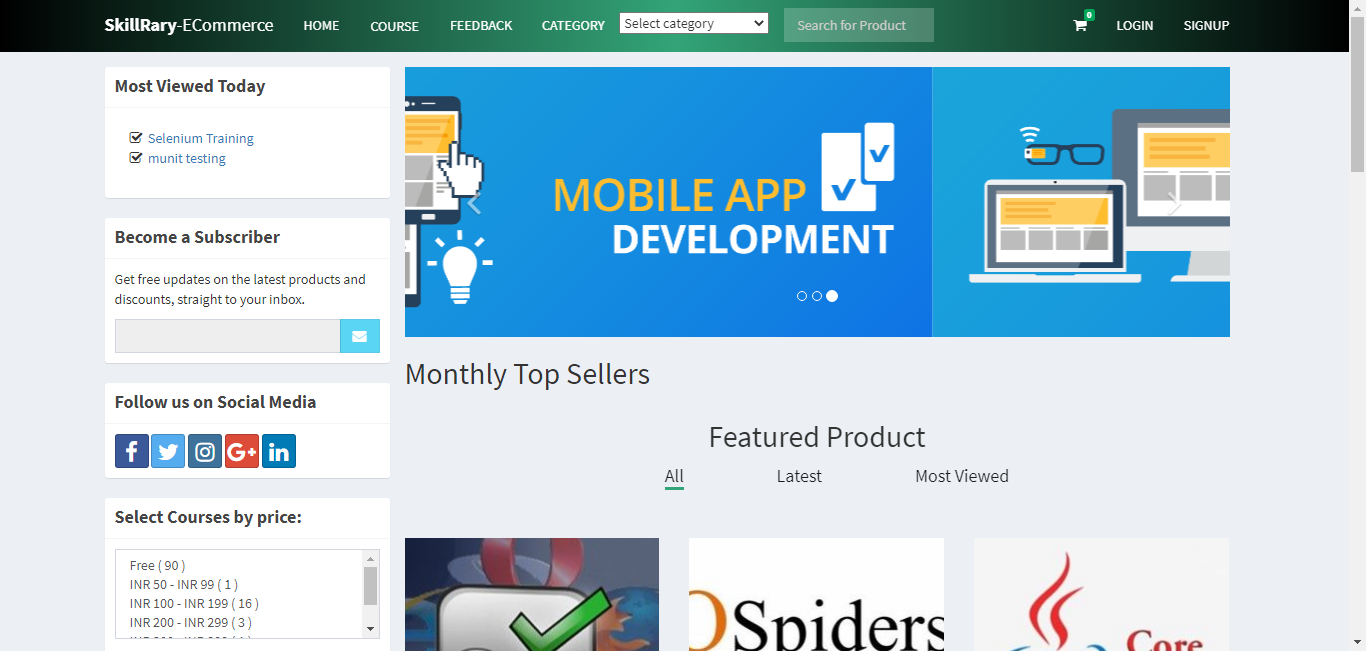 SkillRary-ECommerce HOME COURSE FEEDBACK CATEGORY Select category Search for Product 0 LOGIN SIGNUP
Most Viewed Today
Selenium Training
munit testing
Become a Subscriber
Get free updates on the latest products and
discounts, straight to your inbox.
Follow us on Social Media
Select Courses by price:
Free ( 90 )
INR 50 - INR 99 ( 1 )
INR 100 - INR 199 ( 16 )
INR 200 - INR 299 ( 3 )
MOBILE APP
DEVELOPMENT
Monthly Top Sellers
Featured Product
All Latest Most Viewed
Spiders
Core